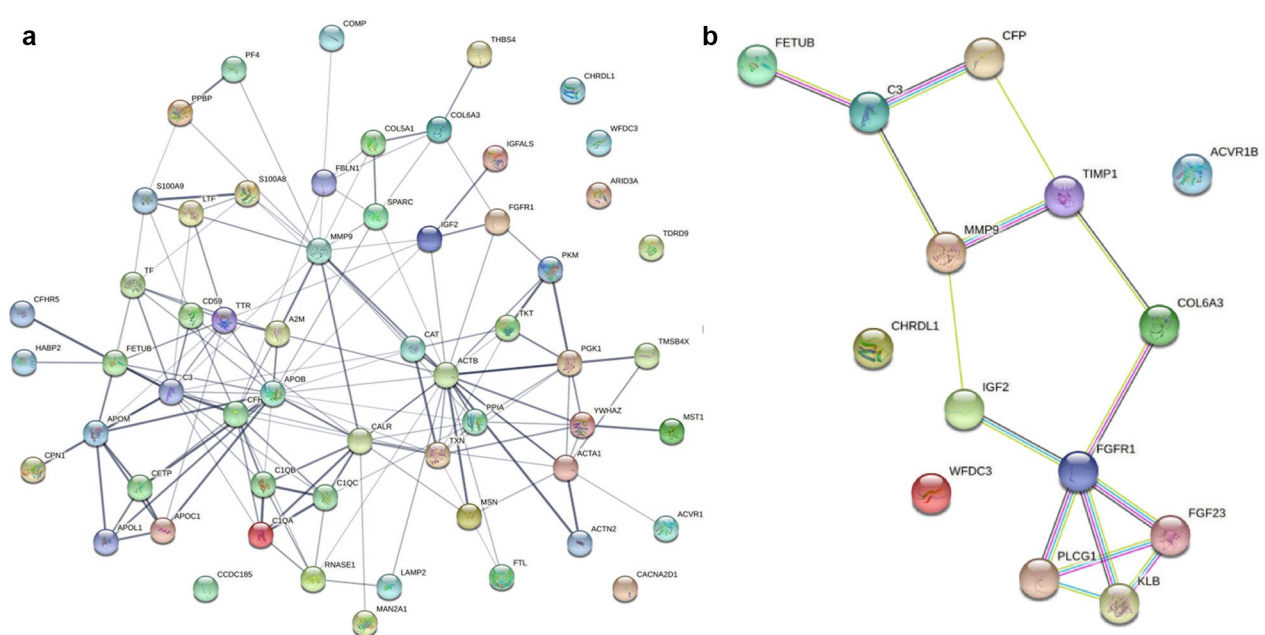 a
COMP
THBS4
PF4
CHRDL1
PPBP
COL6A3
COL5A1
WFDC3
IGFALS
FBLN1
ARID3A
S100A9
S100A8
LTF
SPARC
FGFR1
IGF2
MMP9
TDRD9
PKM
TF
CD59
TTR
CFHR5
A2M
TKT
CAT
HABP2
FETUB
ACTB
PGK1
TMSB4X
C3
APOB
CFH
PPIA
YWHAZ
MST1
APOM
CALR
TXN
CPN1
ACTA1
CETP
C1QB
C1QC
MSN
ACVR1
APOL1
APOC1
C1QA
ACTN2
RNASE1
LAMP2
FTL
CCDC185
CACNA2D1
MAN2A1
b
FETUB
CFP
C3
ACVR1B
TIMP1
MMP9
COL6A3
CHRDL1
IGF2
FGFR1
WFDC3
FGF23
PLCG1
KLB